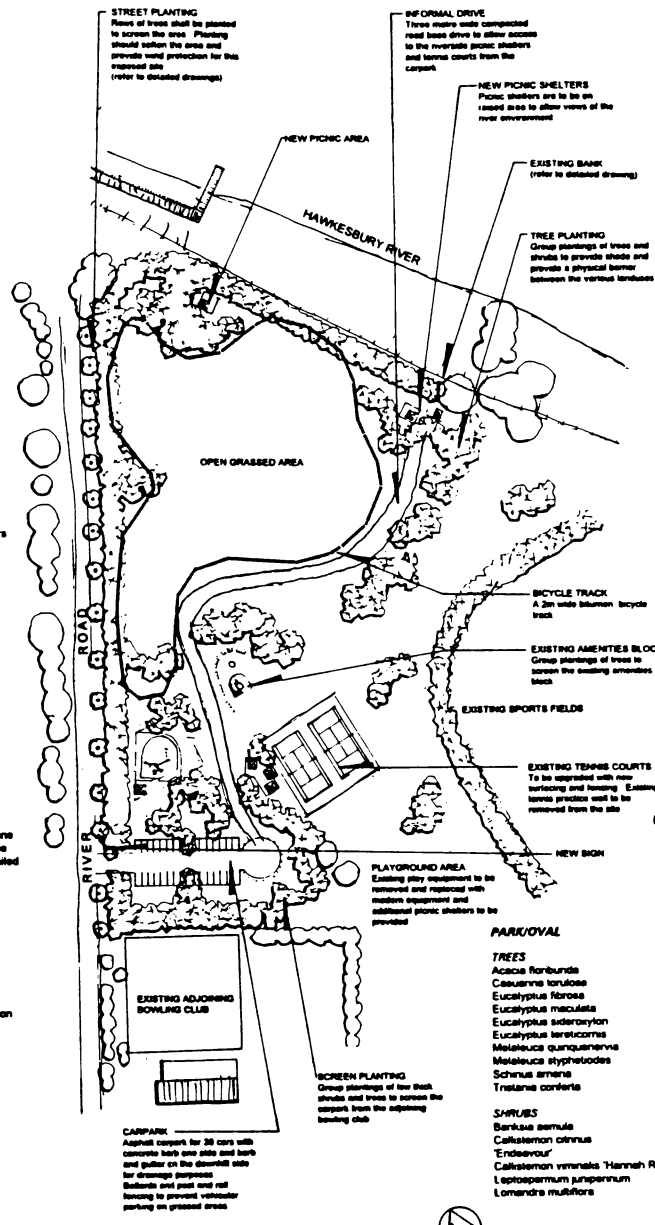 STREET PLANTING
Rows of trees shall be planted
to screen the area Planting
should soften the area and
provide wind protection for this
exposed site
(refer to detailed drawings)
INFORMAL DRIVE
Three metre wide compacted
road base drive to allow access
to the riverside picnic shelters
and tennis courts from the
carpark
NEW PICNIC SHELTERS
Picnic shelters are to be on
raised area to allow views of the
river environment
NEW PICNIC AREA
EXISTING BANK
(refer to detailed drawing)
HAWKESBURY RIVER
TREE PLANTING
Group plantings of trees and
shrubs to provide shade and
provide a physical barrier
between the various landuses
OPEN GRASSED AREA
BICYCLE TRACK
A 2m wide bitumen bicycle
track
EXISTING AMENITIES BLOC
Group plantings of trees to
screen the existing amenities
block
EXISTING SPORTS FIELDS
EXISTING TENNIS COURTS
To be upgraded with new
surfacing and fencing Existing
tennis practice wall to be
removed from the site
RIVER ROAD
NEW SIGN
PLAYGROUND AREA
Existing play equipment to be
removed and replaced with
modern equipment and
additional picnic shelters to be
provided
EXISTING ADJOINING
BOWLING CLUB
SCREEN PLANTING
Group plantings of low thick
shrubs and trees to screen the
carpark from the adjoining
bowling club
CARPARK
Asphalt carpark for 38 cars with
concrete kerb one side and kerb
and gutter on the downhill side
for drainage purposes
Bollards and post and rail
fencing to prevent vehicular
parking on grassed areas
PARK/OVAL
TREES
Acacia floribunda
Casuarina torulosa
Eucalyptus fibrosa
Eucalyptus maculata
Eucalyptus sideroxylon
Eucalyptus tereticornis
Melaleuca quinquenervia
Melaleuca styphelioides
Schinus ameria
Tristania conferta
SHRUBS
Banksia aemula
Callistemon citrinus
'Endeavour'
Callistemon viminalis 'Hannah R
Leptospermum juniperinum
Lomandra multiflora